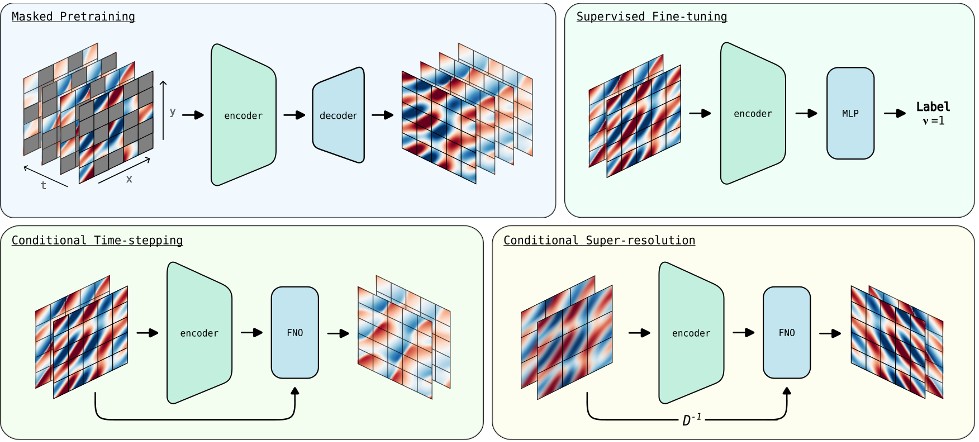 Masked Pretraining
encoder
decoder
y
x
t
Supervised Fine-tuning
encoder
MLP
Label
ν=1
Conditional Time-stepping
encoder
FNO
Conditional Super-resolution
encoder
FNO
D⁻¹